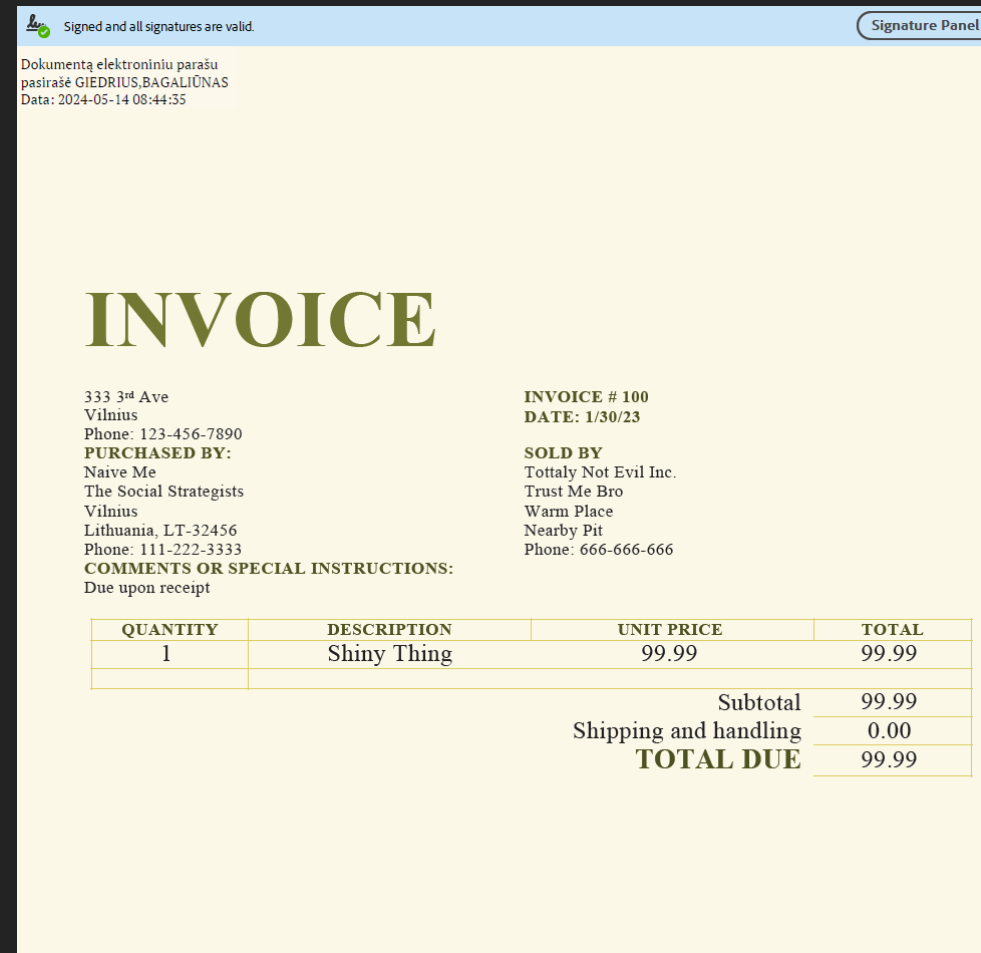 Signed and all signatures are valid.
Signature Panel
Dokumentą elektroniniu parašu
pasirašė GIEDRIUS,BAGALIŪNAS
Data: 2024-05-14 08:44:35
INVOICE
333 3rd Ave
Vilnius
Phone: 123-456-7890
INVOICE # 100
DATE: 1/30/23
PURCHASED BY:
Naive Me
The Social Strategists
Vilnius
Lithuania, LT-32456
Phone: 111-222-3333
SOLD BY
Tottaly Not Evil Inc.
Trust Me Bro
Warm Place
Nearby Pit
Phone: 666-666-666
COMMENTS OR SPECIAL INSTRUCTIONS:
Due upon receipt
QUANTITY DESCRIPTION UNIT PRICE TOTAL
1 Shiny Thing 99.99 99.99
Subtotal 99.99
Shipping and handling 0.00
TOTAL DUE 99.99